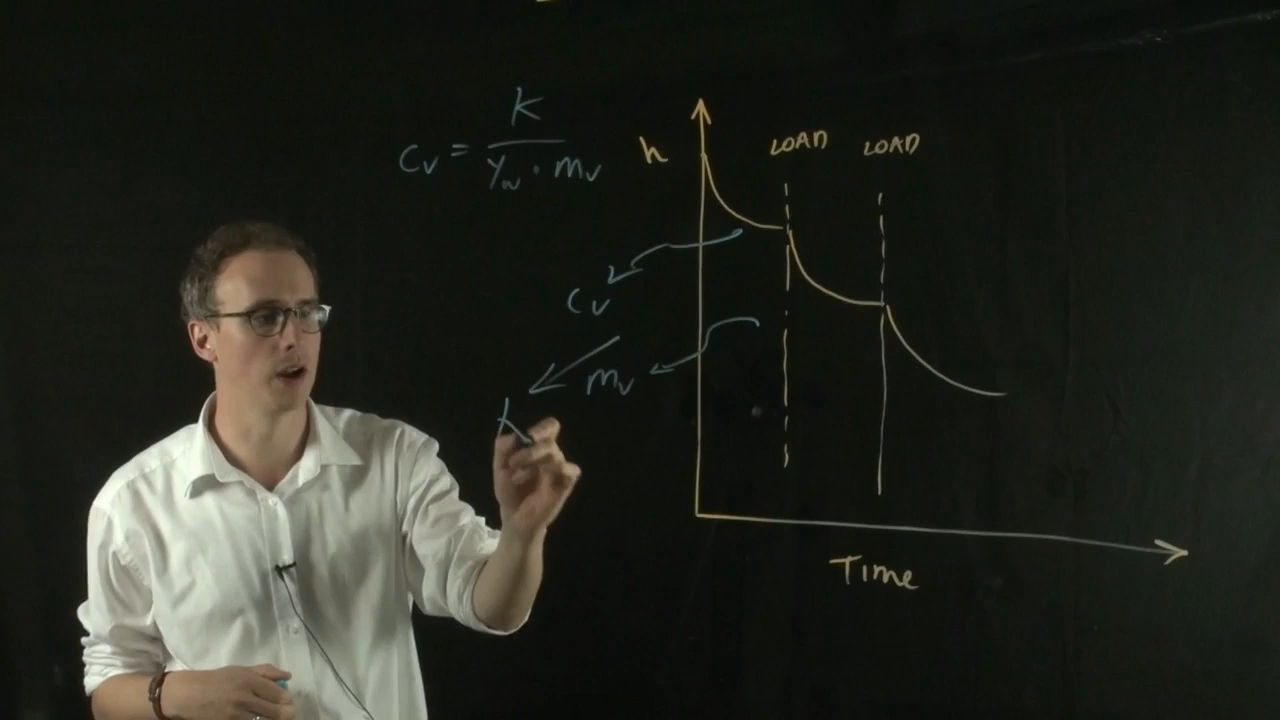 K
Cv = ―――
γw · mv
h
LOAD
LOAD
Cv
mv
K
Time